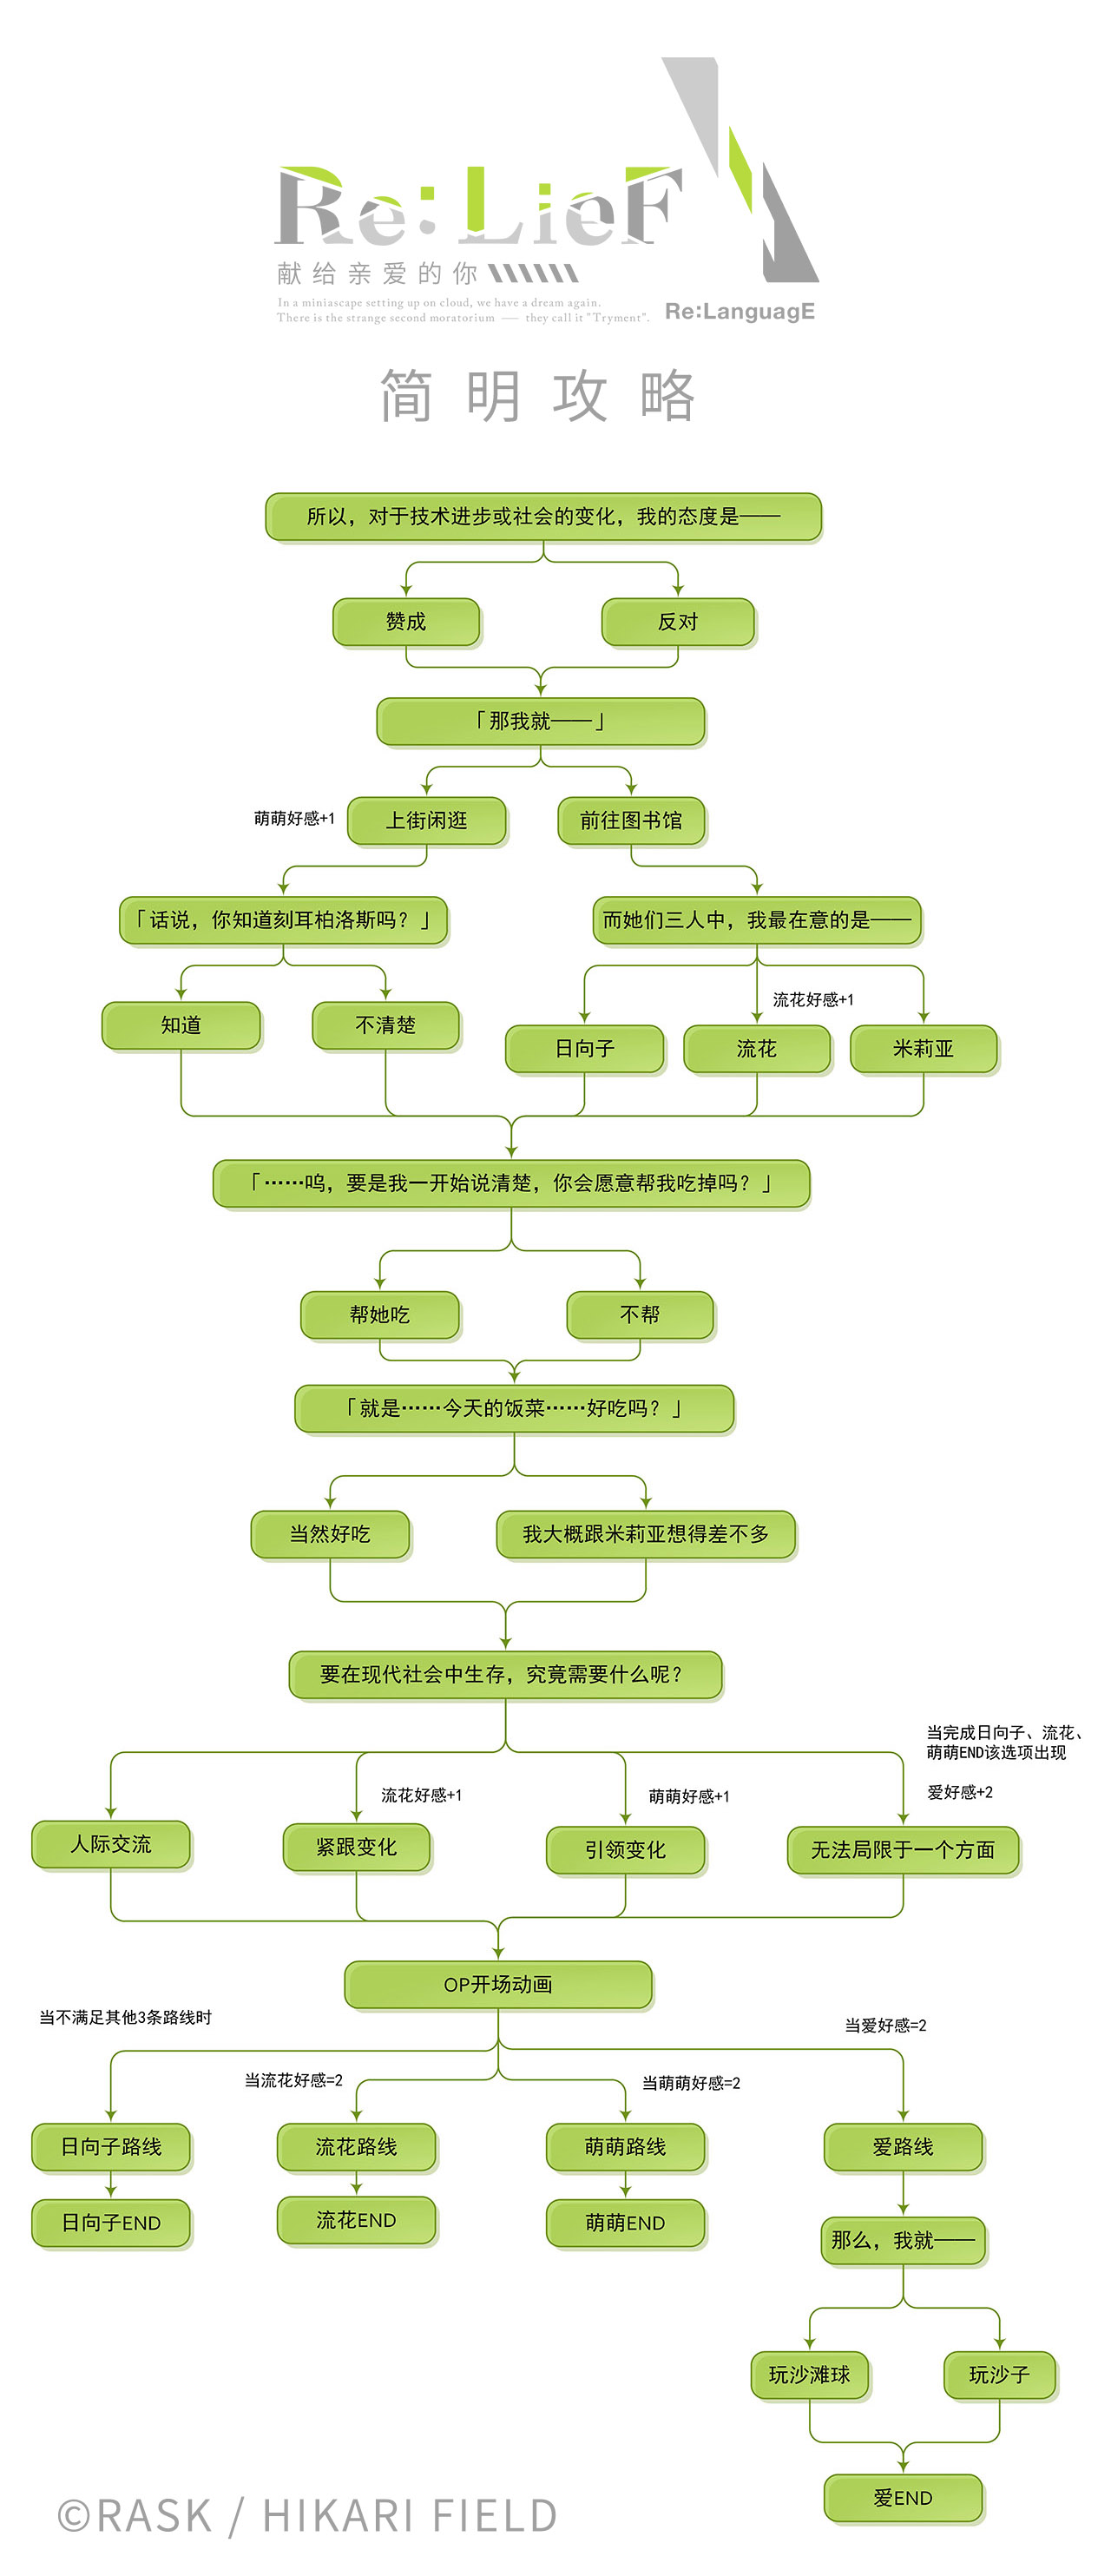 Re:LieF
献给亲爱的你
In a miniascape setting up on cloud, we have a dream again.
There is the strange second moratorium — they call it "Tryment".
Re:LanguagE
简明攻略
所以，对于技术进步或社会的变化，我的态度是——
赞成
反对
「那我就——」
萌萌好感+1
上街闲逛
前往图书馆
「话说，你知道刻耳柏洛斯吗？」
而她们三人中，我最在意的是——
流花好感+1
知道
不清楚
日向子
流花
米莉亚
「……呜，要是我一开始说清楚，你会愿意帮我吃掉吗？」
帮她吃
不帮
「就是……今天的饭菜……好吃吗？」
当然好吃
我大概跟米莉亚想得差不多
要在现代社会中生存，究竟需要什么呢？
当完成日向子、流花、
萌萌END该选项出现
流花好感+1
萌萌好感+1
爱好感+2
人际交流
紧跟变化
引领变化
无法局限于一个方面
OP开场动画
当不满足其他3条路线时
当爱好感=2
当流花好感=2
当萌萌好感=2
日向子路线
流花路线
萌萌路线
爱路线
日向子END
流花END
萌萌END
那么，我就——
玩沙滩球
玩沙子
爱END
©RASK / HIKARI FIELD